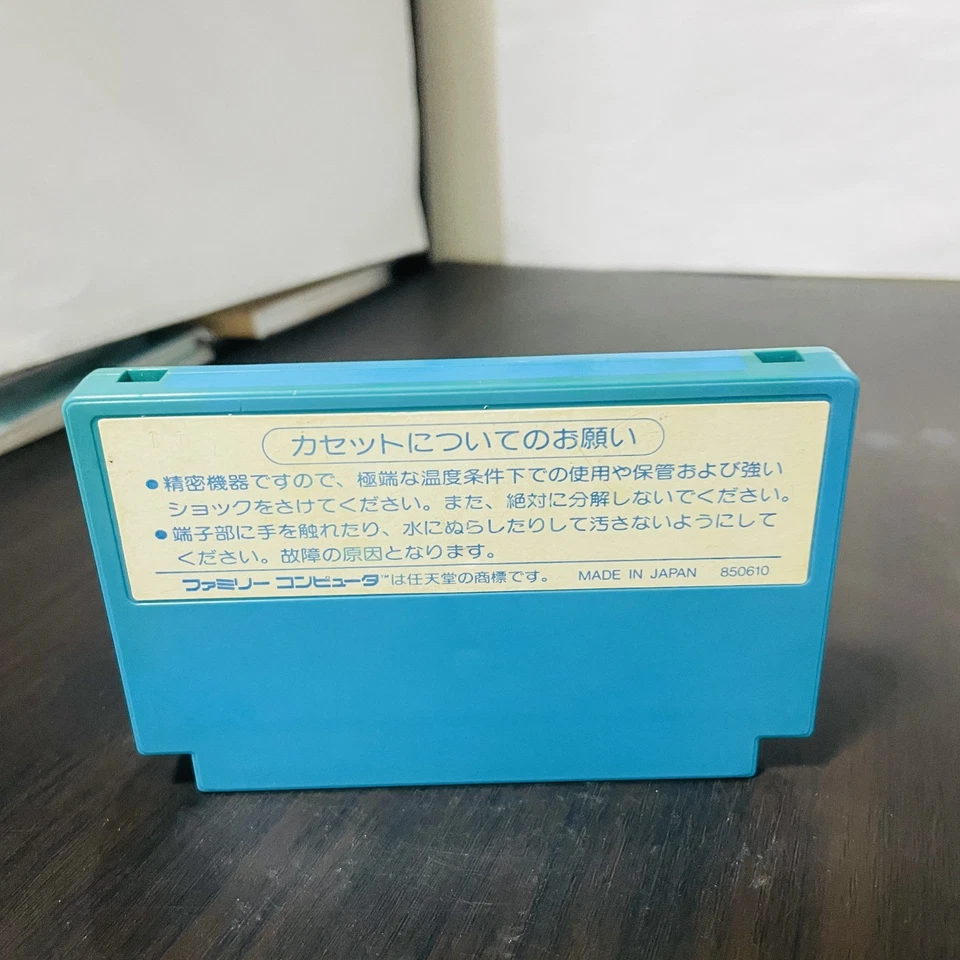 カセットについてのお願い
●精密機器ですので、極端な温度条件下での使用や保管および強い
ショックをさけてください。また、絶対に分解しないでください。
●端子部に手を触れたり、水にぬらしたりして汚さないようにして
ください。故障の原因となります。
ファミリー コンピュータ™は任天堂の商標です。 MADE IN JAPAN 850610